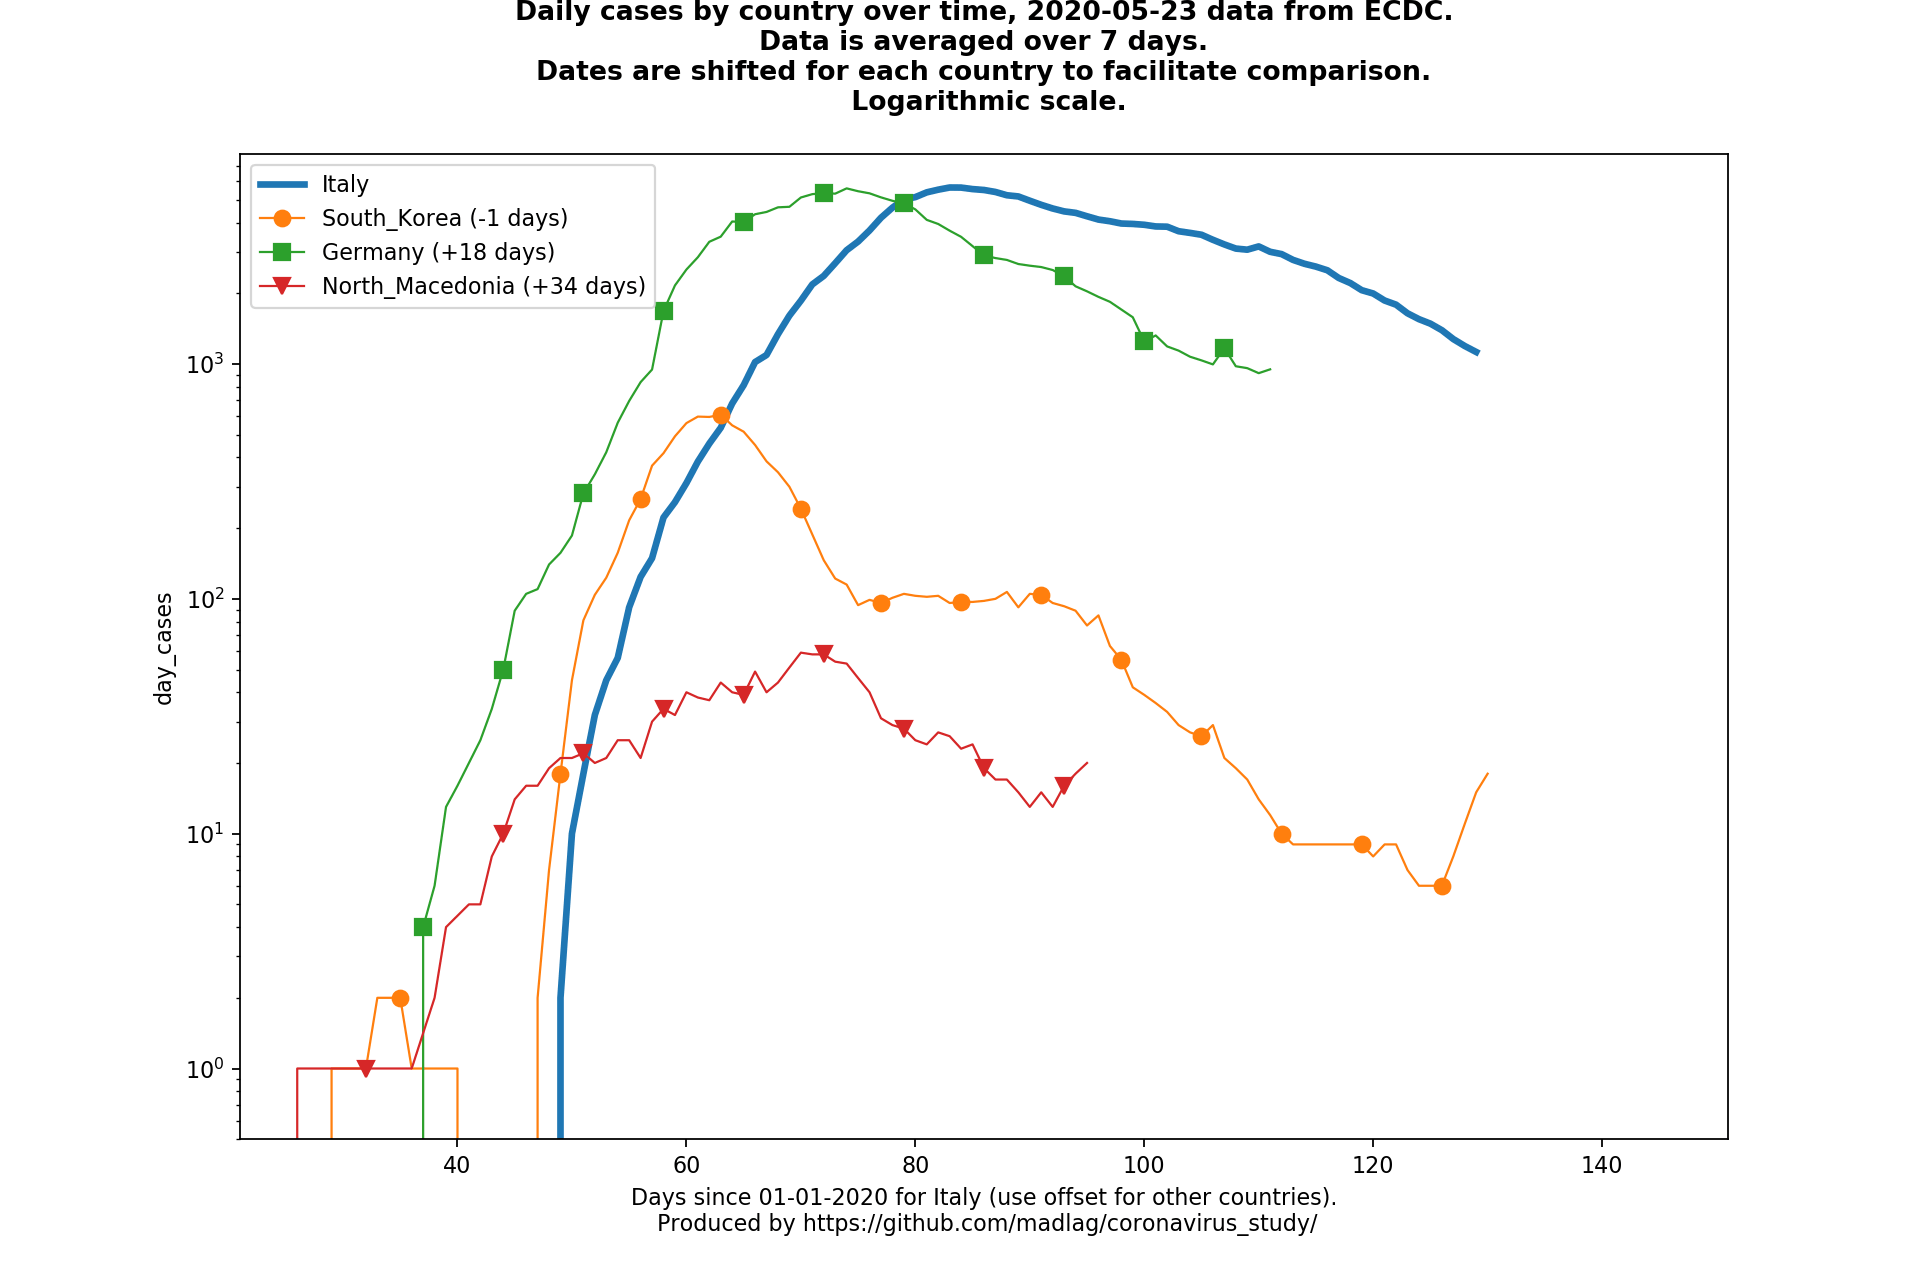 Daily cases by country over time, 2020-05-23 data from ECDC.
Data is averaged over 7 days.
Dates are shifted for each country to facilitate comparison.
Logarithmic scale.
Italy
South_Korea (-1 days)
Germany (+18 days)
North_Macedonia (+34 days)
day_cases
10³
10²
10¹
10⁰
40 60 80 100 120 140
Days since 01-01-2020 for Italy (use offset for other countries).
Produced by https://github.com/madlag/coronavirus_study/